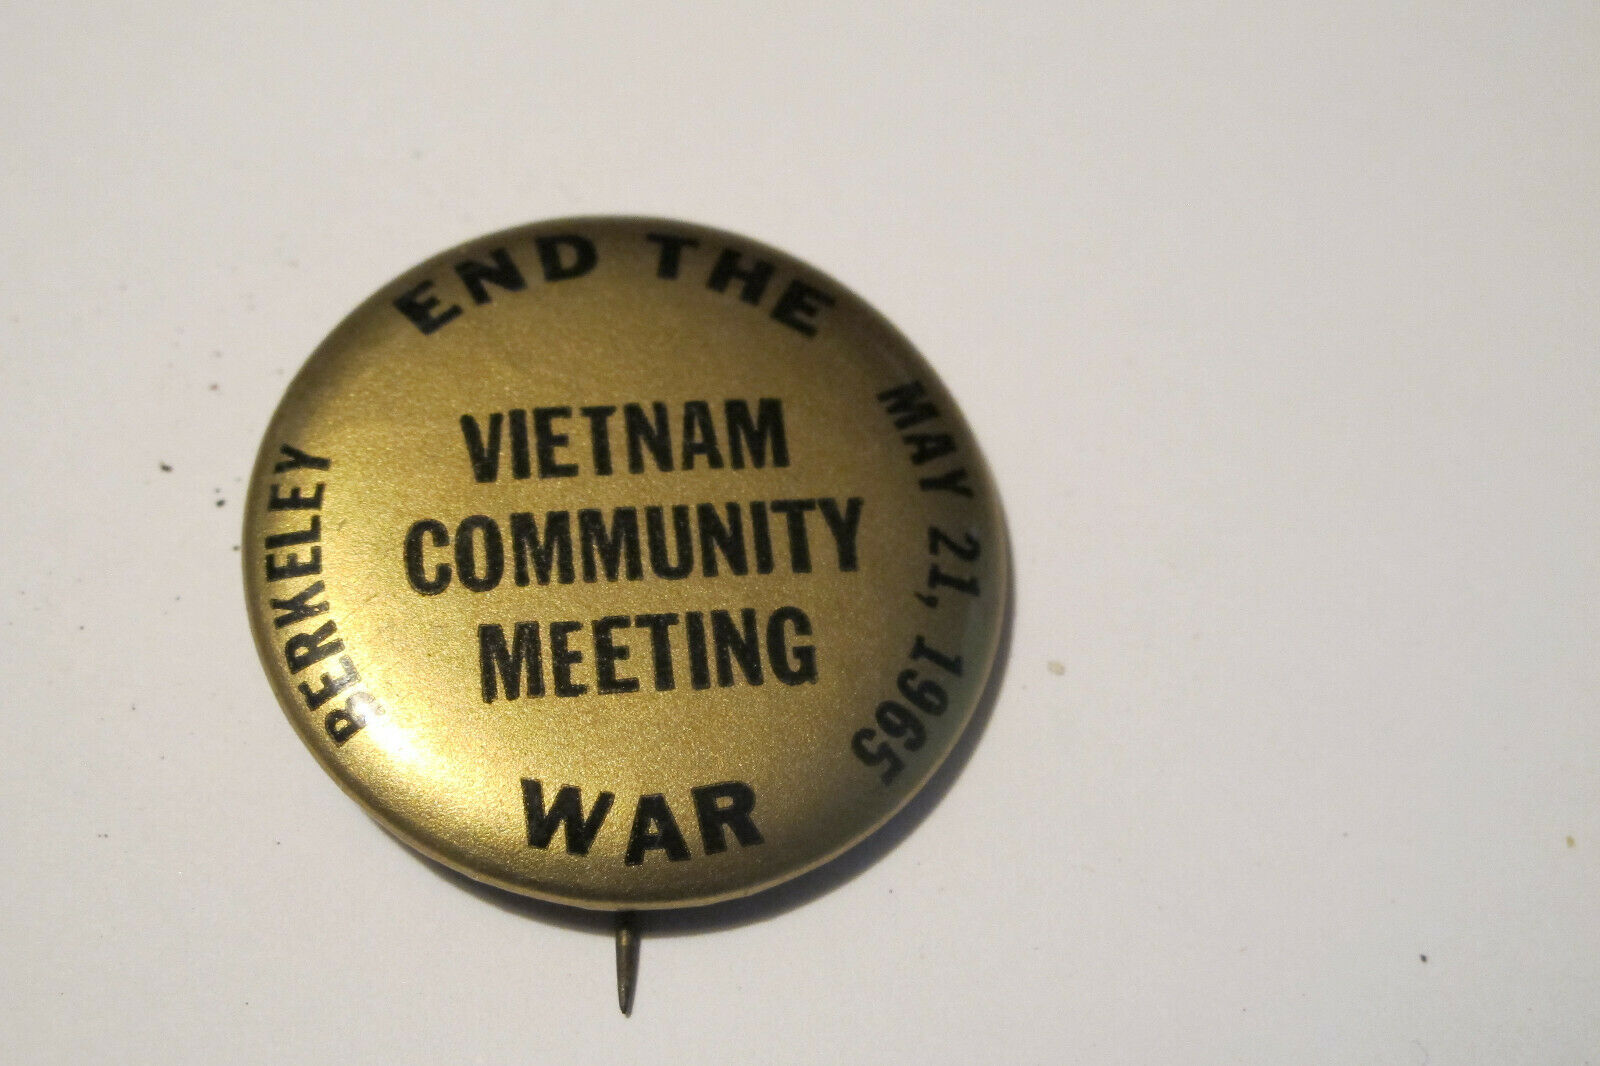 END THE
BERKELEY
VIETNAM
COMMUNITY
MEETING
MAY 21, 1965
WAR